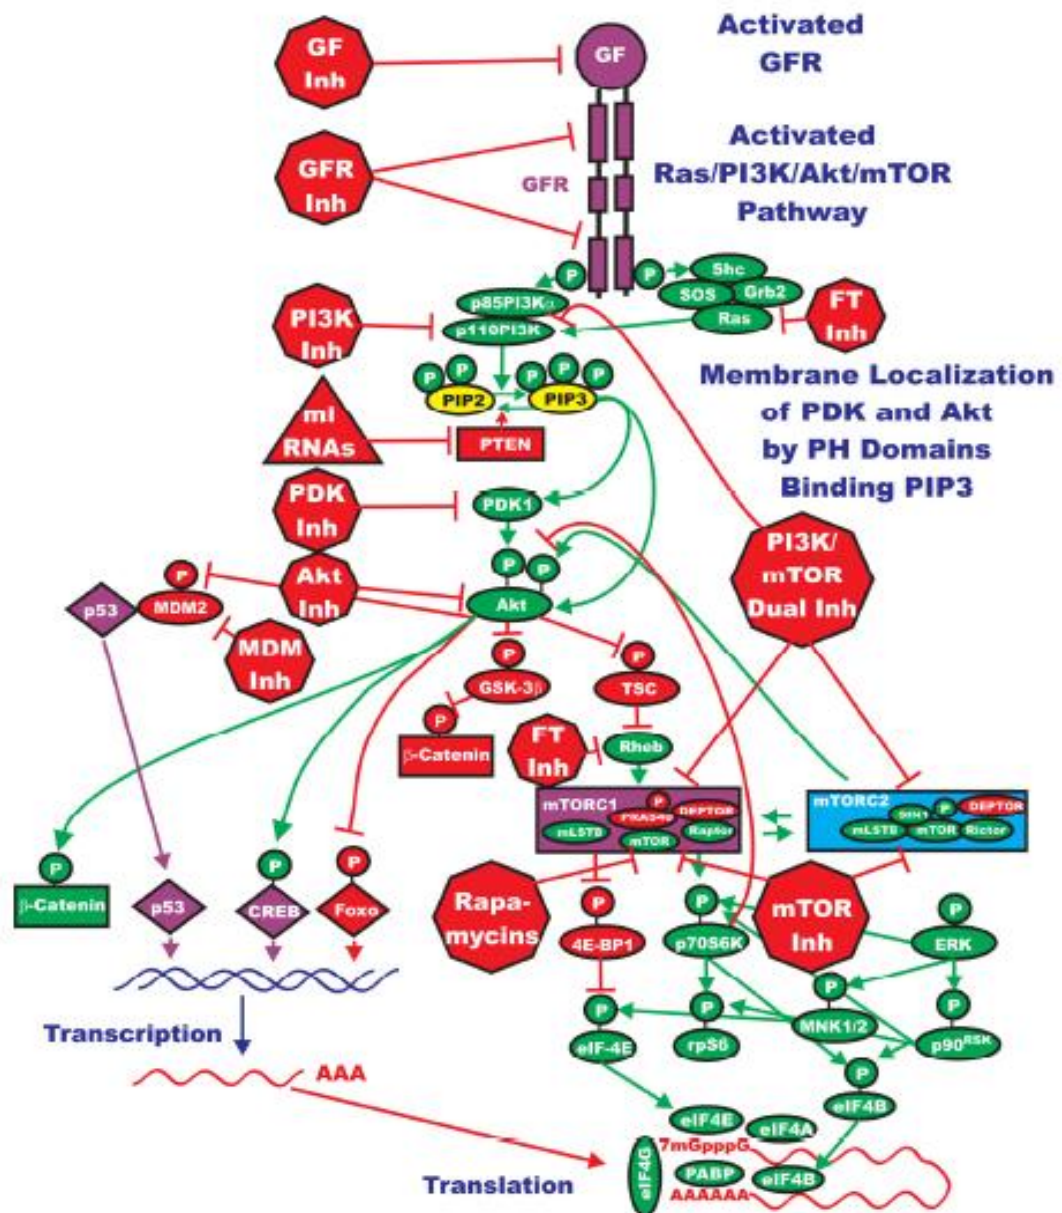 GF
Inh
GF
Activated
GFR
GFR
Inh
GFR
Activated
Ras/PI3K/Akt/mTOR
Pathway
P
P
Shc
SOS
Grb2
Ras
FT
Inh
p85PI3Kα
p110PI3K
PI3K
Inh
P
P
P
P
P
PIP2
PIP3
mi
RNAs
PTEN
Membrane Localization
of PDK and Akt
by PH Domains
Binding PIP3
PDK
Inh
PDK1
PI3K/
mTOR
Dual Inh
P
P
P
Akt
Inh
Akt
p53
MDM2
MDM
Inh
P
GSK-3β
P
TSC
P
β-Catenin
FT
Inh
Rheb
mTORC1
P
PRAS40
DEPTOR
mLST8
mTOR
Raptor
mTORC2
SIN1
P
DEPTOR
mLST8
mTOR
Rictor
P
β-Catenin
p53
P
CREB
P
Foxo
Rapa-
mycins
P
4E-BP1
P
p70S6K
mTOR
Inh
P
ERK
P
eIF-4E
P
rpS6
P
MNK1/2
P
p90RSK
P
eIF4B
Transcription
AAA
eIF4E
eIF4A
7mGpppG
eIF4G
PABP
eIF4B
AAAAAA
Translation